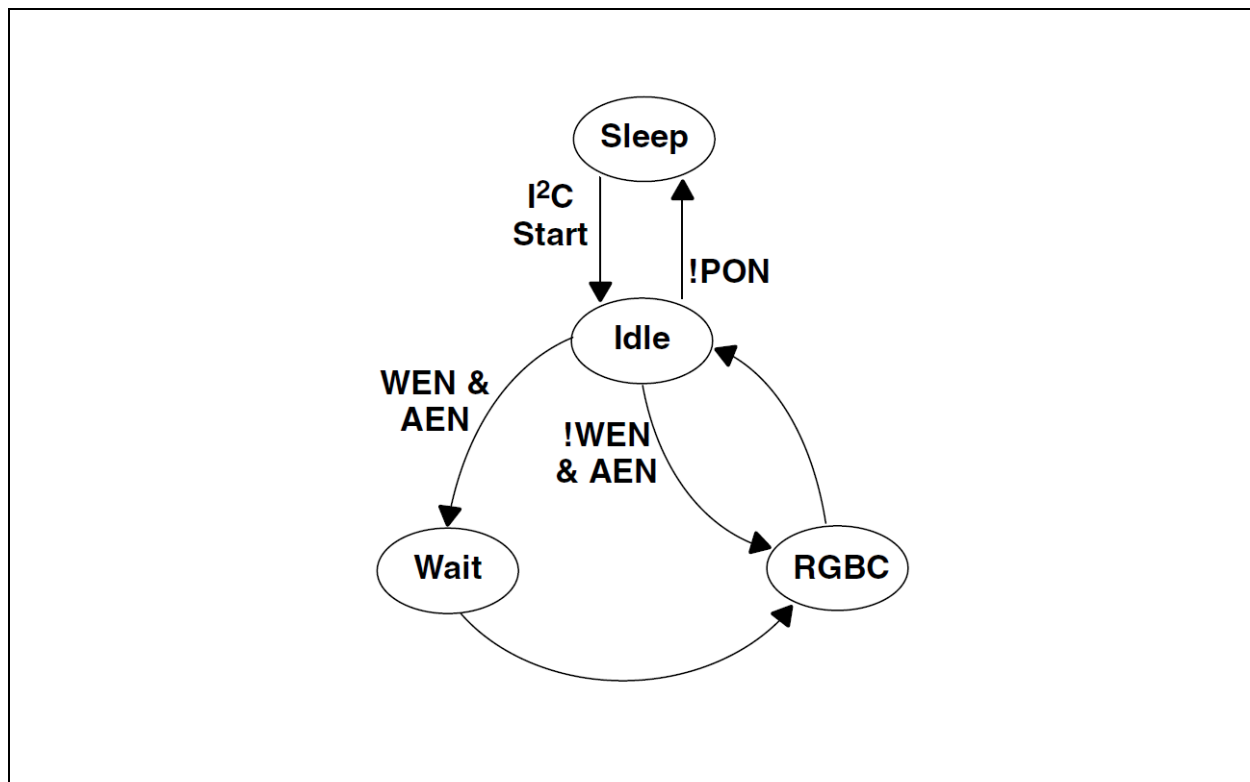 Sleep
I²C
Start
!PON
Idle
WEN &
AEN
!WEN
& AEN
Wait
RGBC